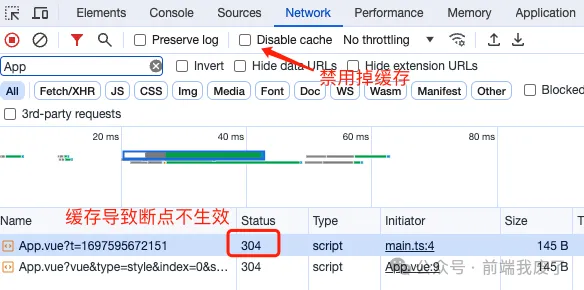 Elements Console Sources Network Performance Memory Application
Preserve log Disable cache No throttling
禁用掉缓存
App Invert Hide data URLs Hide extension URLs
All Fetch/XHR JS CSS Img Media Font Doc WS Wasm Manifest Other Blocked
3rd-party requests
20 ms 40 ms 60 ms 80 ms
缓存导致断点不生效
Name Status Type Initiator Size
App.vue?t=1697595672151 304 script main.ts:4 145 B
App.vue?vue&type=style&index=0&s... 304 script App.vue:9 145 B
公众号 · 前端我废了